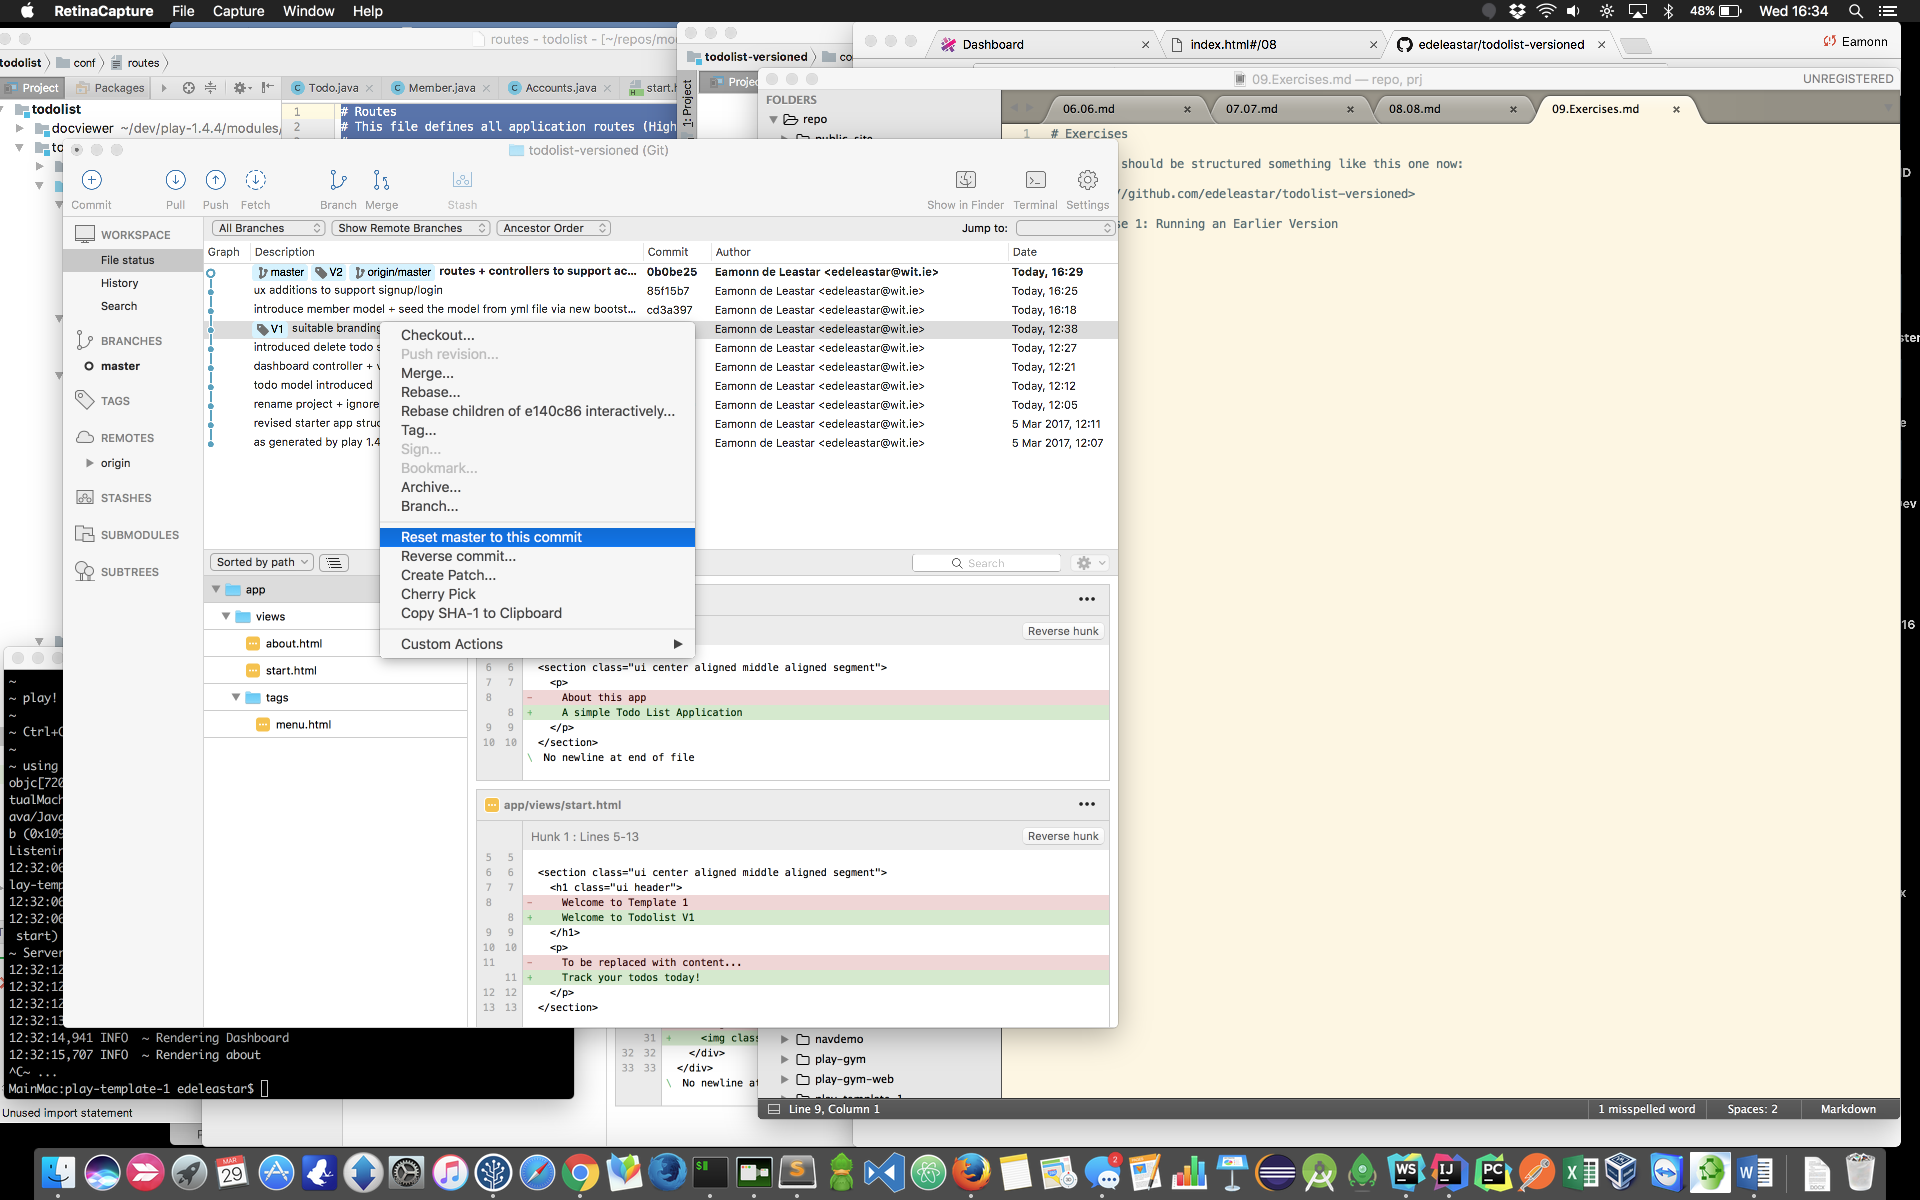 RetinaCapture File Capture Window Help
48% Wed 16:34
routes - todolist - [~/repos/mo
todolist conf routes
Project Packages
Todo.java Member.java Accounts.java start.h
todolist
docviewer ~/dev/play-1.4.4/modules/
1 # Routes
2 # This file defines all application routes (High
todolist-versioned co
1: Project
Projec
Dashboard
index.html#/08
edeleastar/todolist-versioned
Eamonn
09.Exercises.md — repo, prj
UNREGISTERED
FOLDERS
repo
public_site
06.06.md 07.07.md 08.08.md 09.Exercises.md
1 # Exercises
should be structured something like this one now:
//github.com/edeleastar/todolist-versioned>
se 1: Running an Earlier Version
todolist-versioned (Git)
Commit Pull Push Fetch Branch Merge Stash Show in Finder Terminal Settings
All Branches Show Remote Branches Ancestor Order Jump to:
WORKSPACE
File status
History
Search
BRANCHES
master
TAGS
REMOTES
origin
STASHES
SUBMODULES
SUBTREES
Graph Description Commit Author Date
master V2 origin/master routes + controllers to support ac... 0b0be25 Eamonn de Leastar <edeleastar@wit.ie> Today, 16:29
ux additions to support signup/login 85f15b7 Eamonn de Leastar <edeleastar@wit.ie> Today, 16:25
introduce member model + seed the model from yml file via new bootst... cd3a397 Eamonn de Leastar <edeleastar@wit.ie> Today, 16:18
V1 suitable branding Eamonn de Leastar <edeleastar@wit.ie> Today, 12:38
introduced delete todo s Eamonn de Leastar <edeleastar@wit.ie> Today, 12:27
dashboard controller + v Eamonn de Leastar <edeleastar@wit.ie> Today, 12:21
todo model introduced Eamonn de Leastar <edeleastar@wit.ie> Today, 12:12
rename project + ignore Eamonn de Leastar <edeleastar@wit.ie> Today, 12:05
revised starter app struc Eamonn de Leastar <edeleastar@wit.ie> 5 Mar 2017, 12:11
as generated by play 1.4 Eamonn de Leastar <edeleastar@wit.ie> 5 Mar 2017, 12:07
Checkout...
Push revision...
Merge...
Rebase...
Rebase children of e140c86 interactively...
Tag...
Sign...
Bookmark...
Archive...
Branch...
Reset master to this commit
Reverse commit...
Create Patch...
Cherry Pick
Copy SHA-1 to Clipboard
Custom Actions
Sorted by path
Search
app
views
about.html
start.html
tags
menu.html
Reverse hunk
6 6 <section class="ui center aligned middle aligned segment">
7 7 <p>
8 - About this app
8 + A simple Todo List Application
9 9 </p>
10 10 </section>
\ No newline at end of file
app/views/start.html
Hunk 1 : Lines 5-13
Reverse hunk
5 5
6 6 <section class="ui center aligned middle aligned segment">
7 7 <h1 class="ui header">
8 - Welcome to Template 1
8 + Welcome to Todolist V1
9 9 </h1>
10 10 <p>
11 - To be replaced with content...
11 + Track your todos today!
12 12 </p>
13 13 </section>
~
~ play!
~
~ Ctrl+C
~
~ using
objc[720
tualMach
ava/Java
b (0x109
Listenin
12:32:06
lay-temp
12:32:06
12:32:06
start)
~ Server
12:32:12
12:32:12
12:32:12
12:32:13
12:32:14,941 INFO ~ Rendering Dashboard
12:32:15,707 INFO ~ Rendering about
^C~ ...
MainMac:play-template-1 edeleastar$
Unused import statement
31 + <img clas
32 32 </div>
33 33 </div>
\ No newline at
navdemo
play-gym
play-gym-web
play-template-1
Line 9, Column 1
1 misspelled word Spaces: 2 Markdown
MAR
29
2
WS
IJ
PC